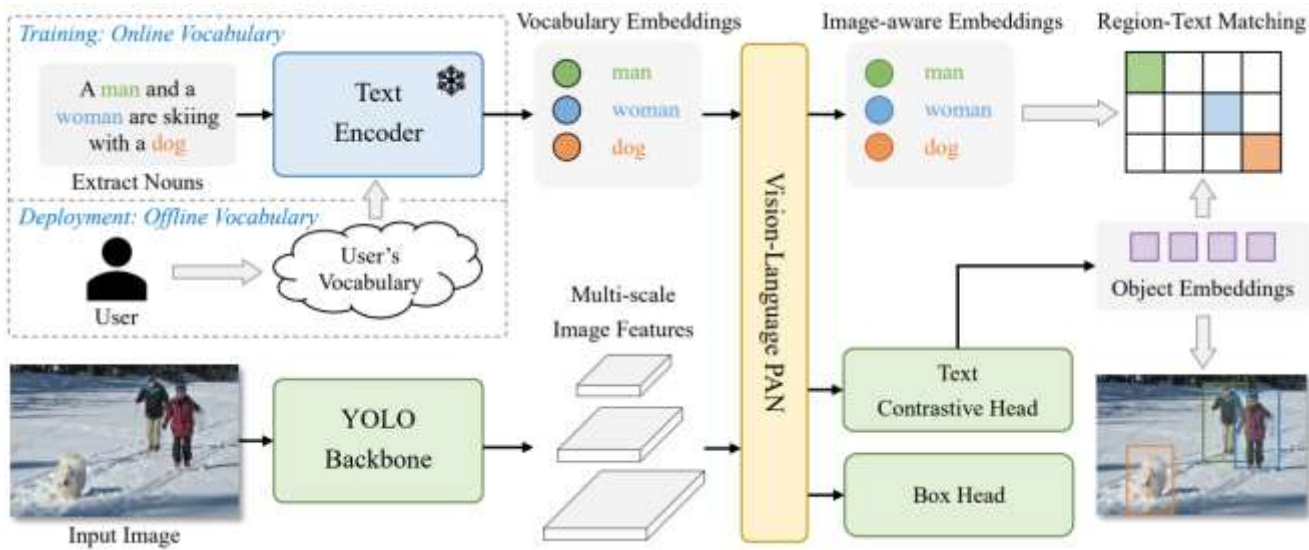 Training: Online Vocabulary
A man and a
woman are skiing
with a dog
Extract Nouns
Text
Encoder
Vocabulary Embeddings
man
woman
dog
Image-aware Embeddings
man
woman
dog
Region-Text Matching
Deployment: Offline Vocabulary
User
User's
Vocabulary
Multi-scale
Image Features
Vision-Language PAN
Object Embeddings
Text
Contrastive Head
Box Head
YOLO
Backbone
Input Image